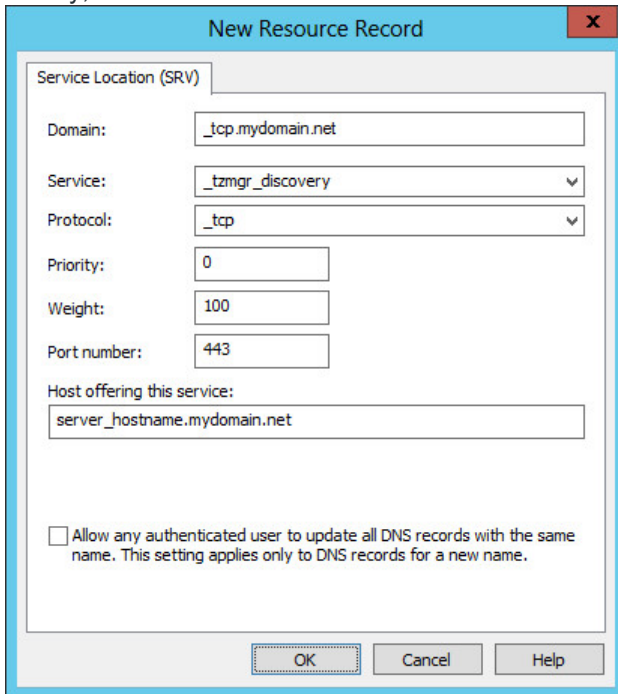 New Resource Record
x
Service Location (SRV)
Domain: _tcp.mydomain.net
Service: _tzmgr_discovery
Protocol: _tcp
Priority: 0
Weight: 100
Port number: 443
Host offering this service:
server_hostname.mydomain.net
Allow any authenticated user to update all DNS records with the same
name. This setting applies only to DNS records for a new name.
OK Cancel Help